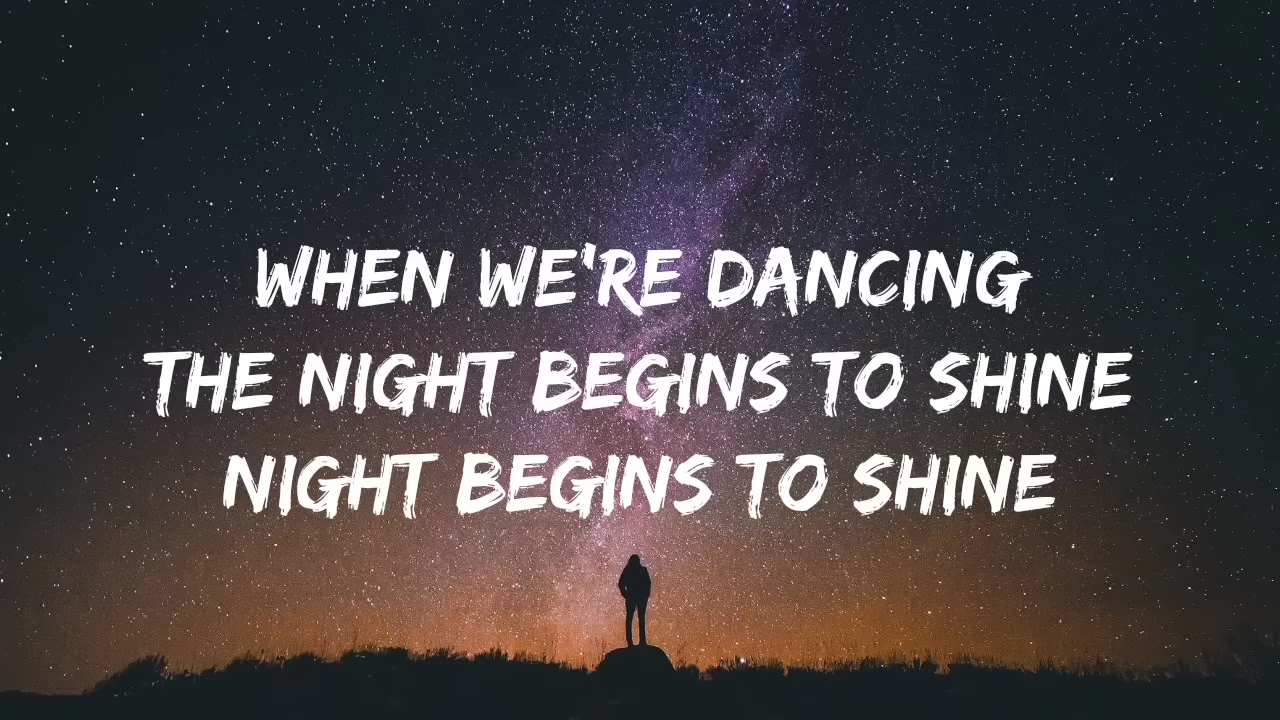 WHEN WE'RE DANCING
THE NIGHT BEGINS TO SHINE
NIGHT BEGINS TO SHINE